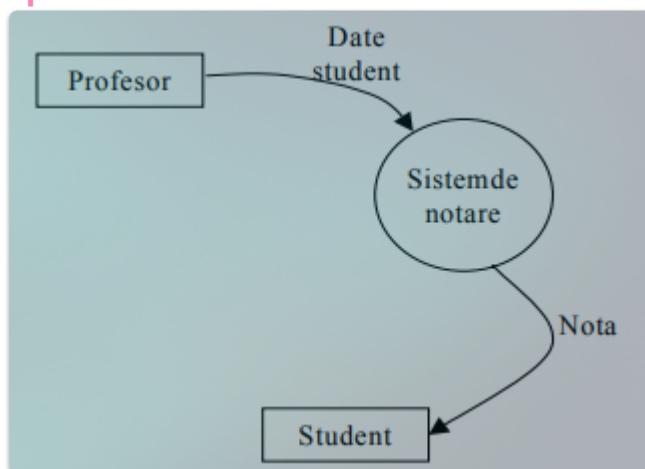 Profesor
Date
student
Sistemde
notare
Nota
Student